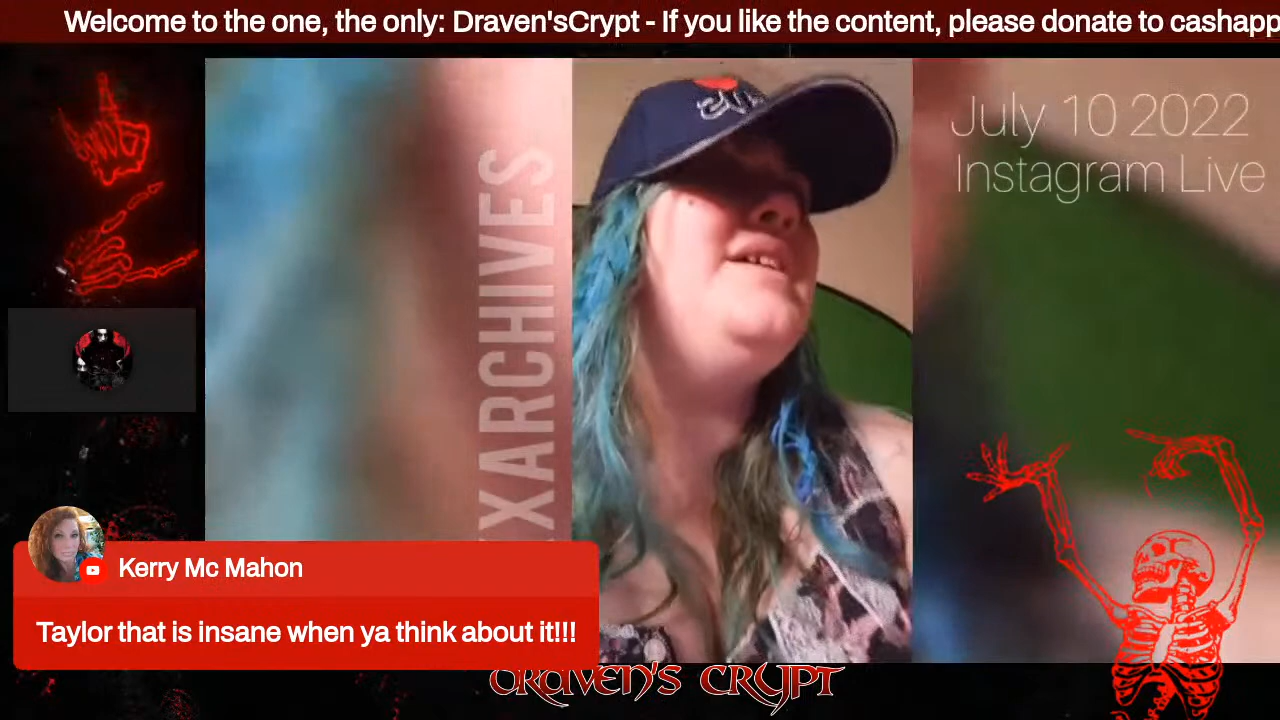 Welcome to the one, the only: Draven'sCrypt - If you like the content, please donate to cashapp
July 10 2022
Instagram Live
XARCHIVES
Kerry Mc Mahon
Taylor that is insane when ya think about it!!!
DRAVEN'S CRYPT